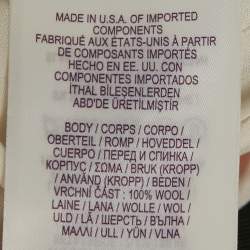 MADE IN U.S.A. OF IMPORTED
COMPONENTS
FABRIQUÉ AUX ÉTATS-UNIS À PARTIR
DE COMPOSANTS IMPORTÉS
HECHO EN EE. UU. CON
COMPONENTES IMPORTADOS
İTHAL BİLEŞENLERDEN
ABD'DE ÜRETİLMİŞTİR
BODY / CORPS / CORPO /
OBERTEIL / ROMP / HOVEDDEL /
CUERPO / ПЕРЕД И СПИНКА /
KOPПУС / ΣΩΜΑ / BRUK (KROPP) /
ANVÄND (KROPP) / BEDEN /
VRCHNÍ ČÁST : 100% WOOL /
LAINE / LANA / WOLLE / WOL /
ULD / LÃ / ШЕРСТЬ / ВЪЛНА /
ΜΑΛΛΙ / ULL / YÜN / VLNA